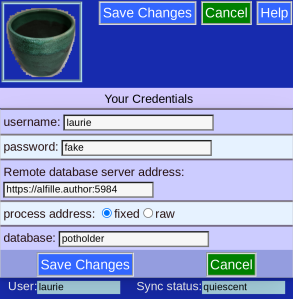 Save Changes Cancel Help
Your Credentials
username: laurie
password: fake
Remote database server address:
https://alfille.author:5984
process address: fixed raw
database: potholder
Save Changes Cancel
User: laurie Sync status: quiescent